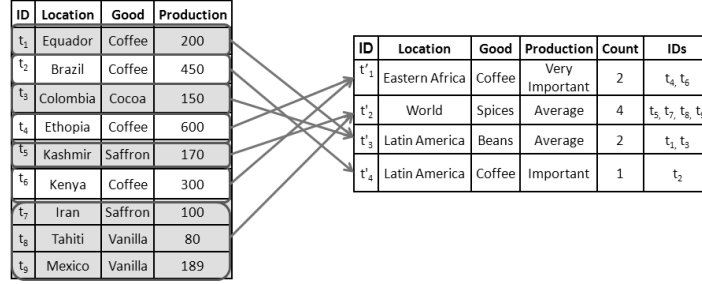 ID Location Good Production
t1 Equador Coffee 200
t2 Brazil Coffee 450
t3 Colombia Cocoa 150
t4 Ethopia Coffee 600
t5 Kashmir Saffron 170
t6 Kenya Coffee 300
t7 Iran Saffron 100
t8 Tahiti Vanilla 80
t9 Mexico Vanilla 189
ID Location Good Production Count IDs
t'1 Eastern Africa Coffee Very Important 2 t4, t6
t'2 World Spices Average 4 t5, t7, t8,
t'3 Latin America Beans Average 2 t1, t3
t'4 Latin America Coffee Important 1 t2